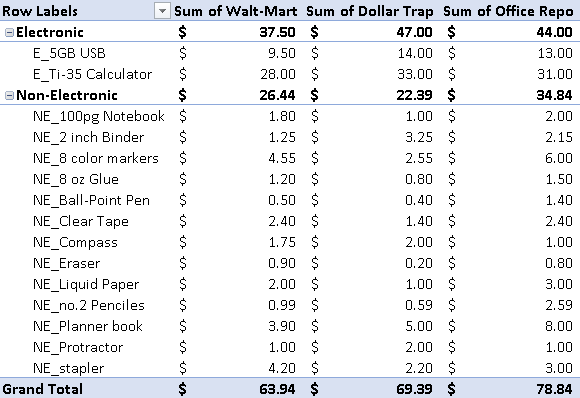 Row Labels Sum of Walt-Mart Sum of Dollar Trap Sum of Office Repo
Electronic $ 37.50 $ 47.00 $ 44.00
E_5GB USB $ 9.50 $ 14.00 $ 13.00
E_Ti-35 Calculator $ 28.00 $ 33.00 $ 31.00
Non-Electronic $ 26.44 $ 22.39 $ 34.84
NE_100pg Notebook $ 1.80 $ 1.00 $ 2.00
NE_2 inch Binder $ 1.25 $ 3.25 $ 2.15
NE_8 color markers $ 4.55 $ 2.55 $ 6.00
NE_8 oz Glue $ 1.20 $ 0.80 $ 1.50
NE_Ball-Point Pen $ 0.50 $ 0.40 $ 1.40
NE_Clear Tape $ 2.40 $ 1.40 $ 2.40
NE_Compass $ 1.75 $ 2.00 $ 1.00
NE_Eraser $ 0.90 $ 0.20 $ 0.80
NE_Liquid Paper $ 2.00 $ 1.00 $ 3.00
NE_no.2 Penciles $ 0.99 $ 0.59 $ 2.59
NE_Planner book $ 3.90 $ 5.00 $ 8.00
NE_Protractor $ 1.00 $ 2.00 $ 1.00
NE_stapler $ 4.20 $ 2.20 $ 3.00
Grand Total $ 63.94 $ 69.39 $ 78.84